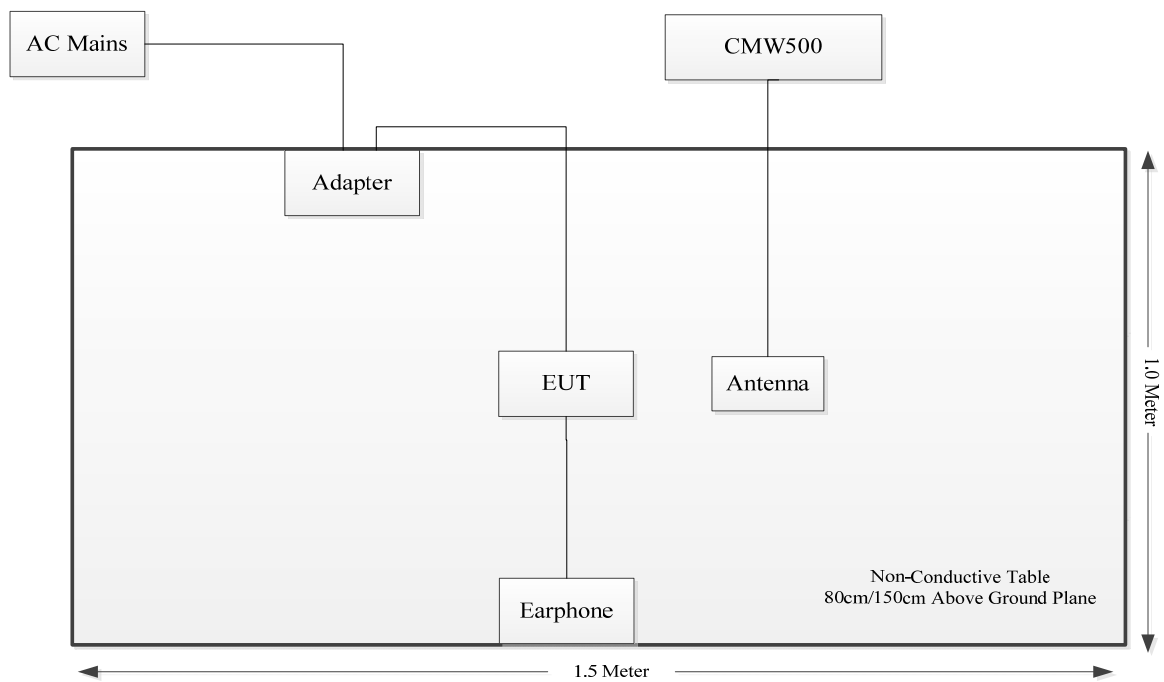 AC Mains
CMW500
Adapter
EUT
Antenna
1.0 Meter
Non-Conductive Table
80cm/150cm Above Ground Plane
Earphone
1.5 Meter